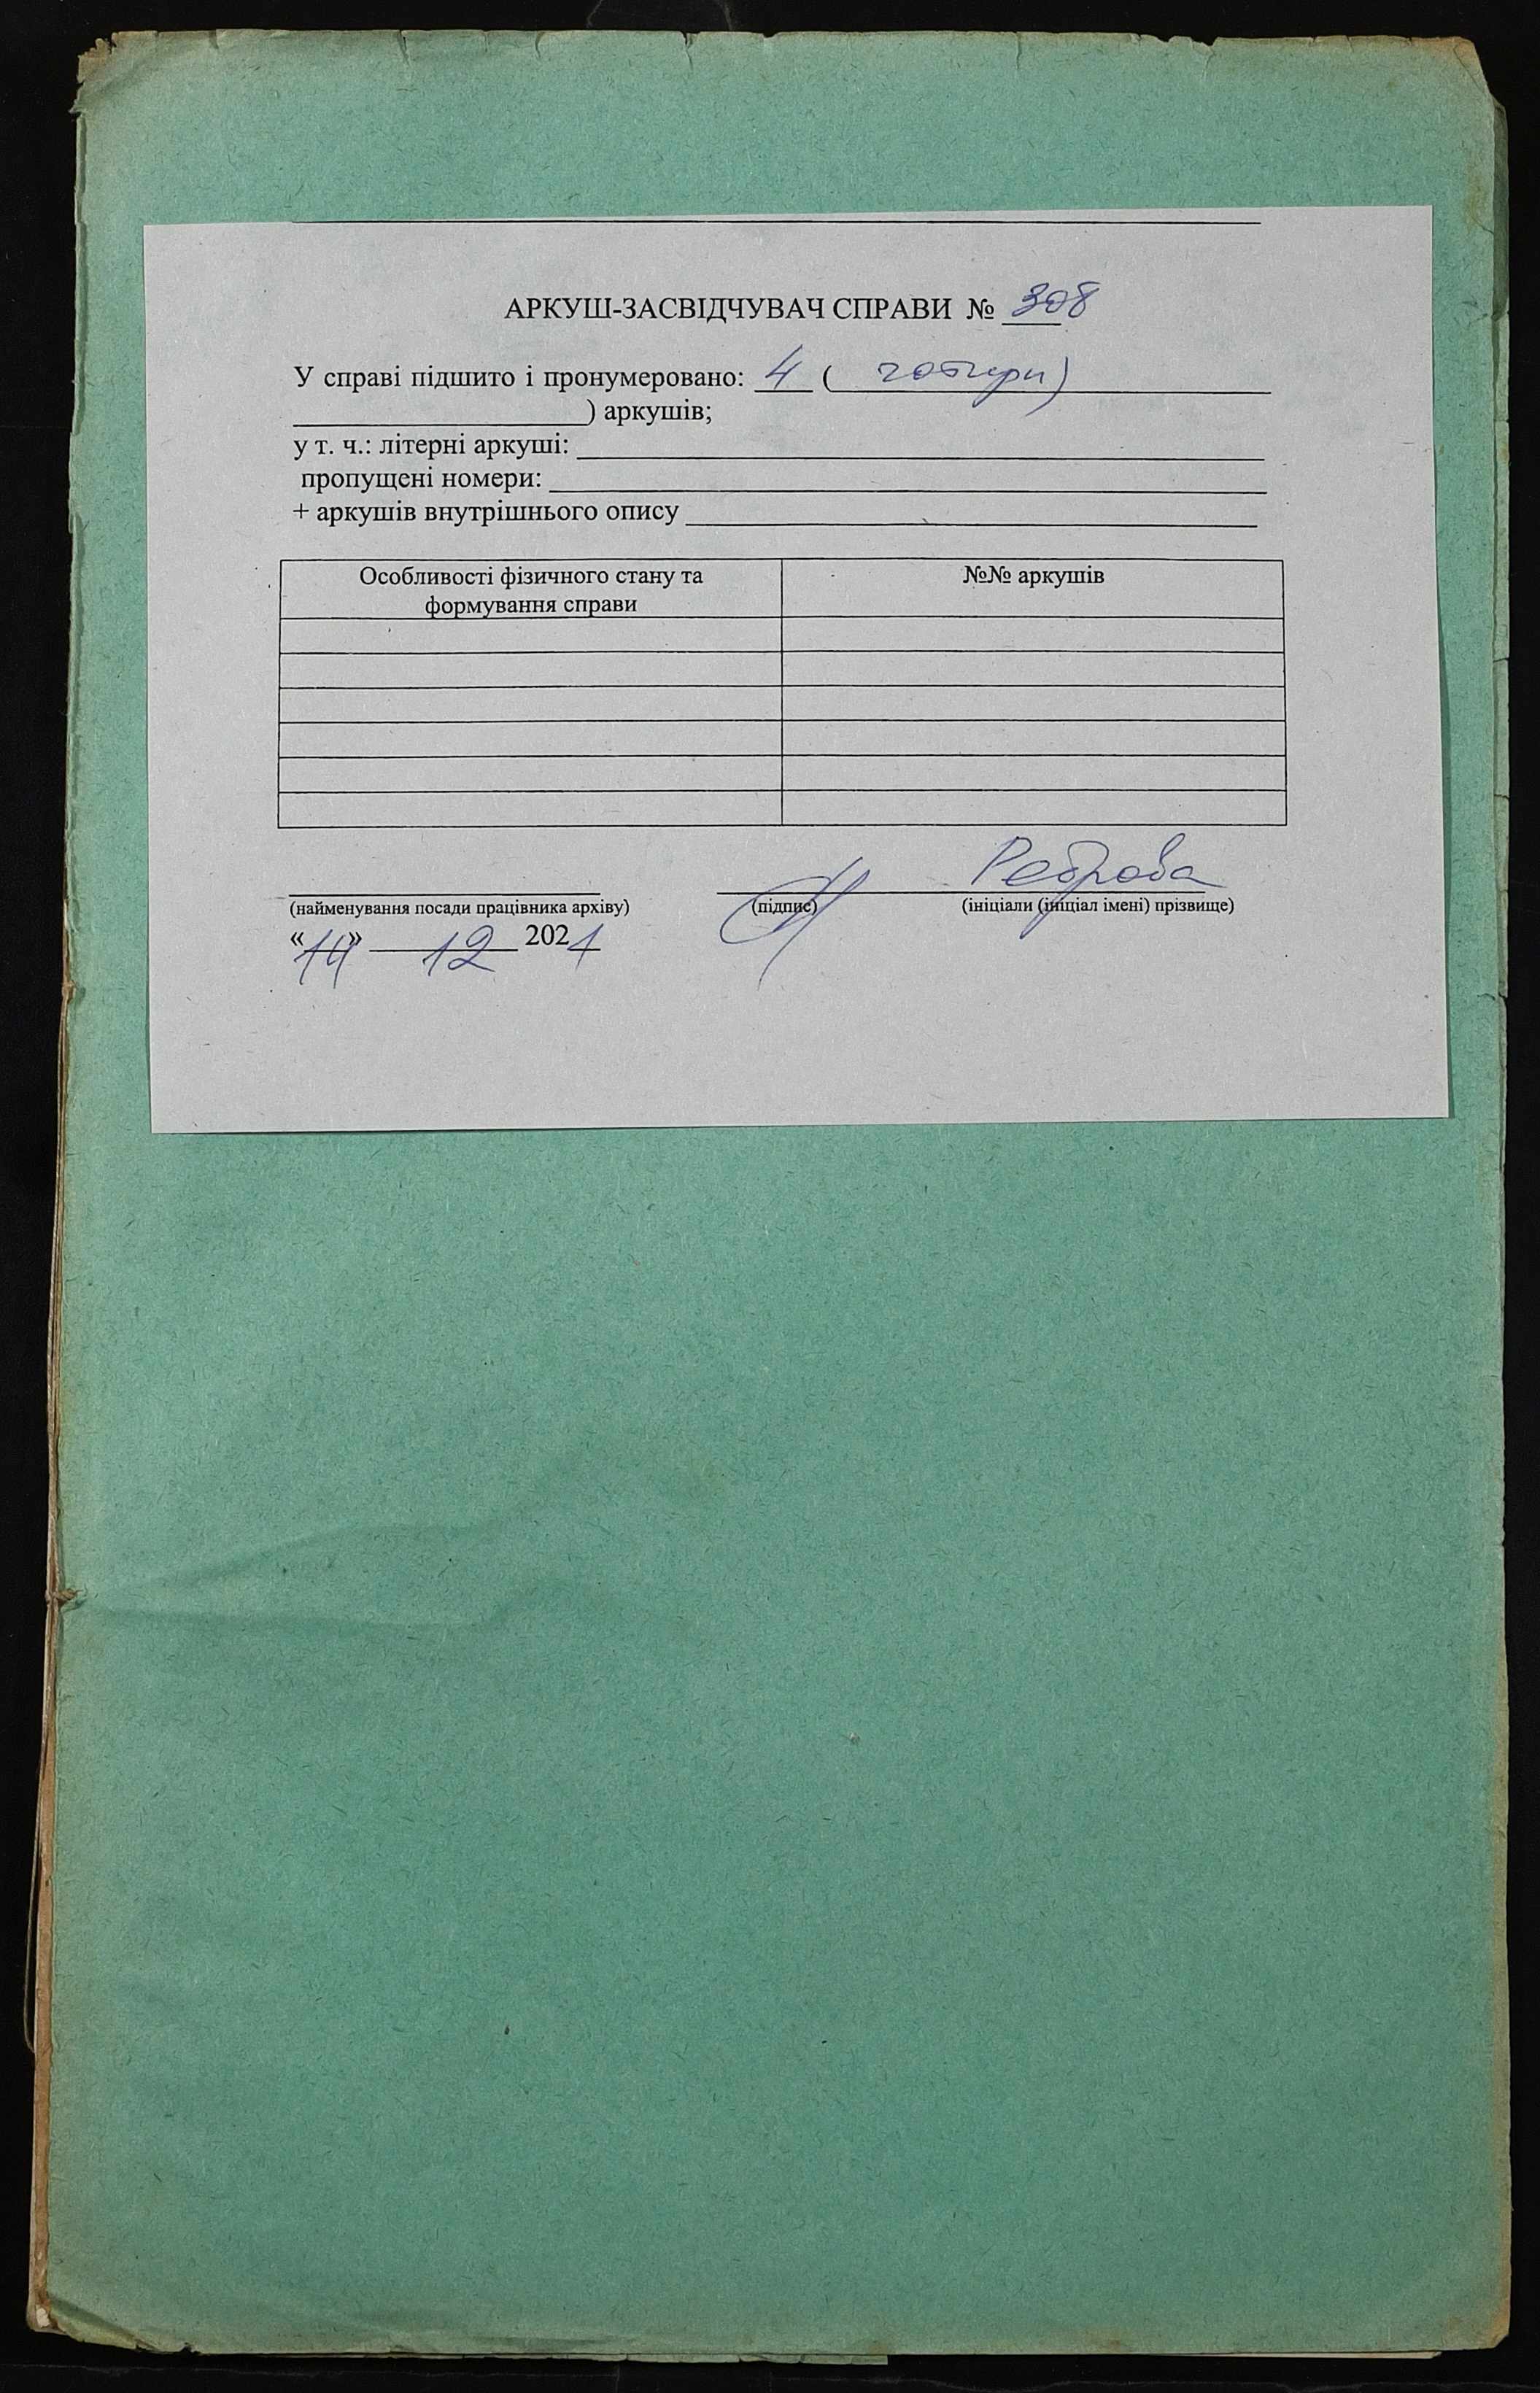 АРКУШ-ЗАСВІДЧУВАЧ СПРАВИ № 308
У справі підшито і пронумеровано: 4 ( чотири)
) аркушів;
у т. ч.: літерні аркуші:
пропущені номери:
+ аркушів внутрішнього опису
Особливості фізичного стану та
формування справи
№№ аркушів
Реброва
(найменування посади працівника архіву)
(підпис)
(ініціали (ініціал імені) прізвище)
«14» 12 2021